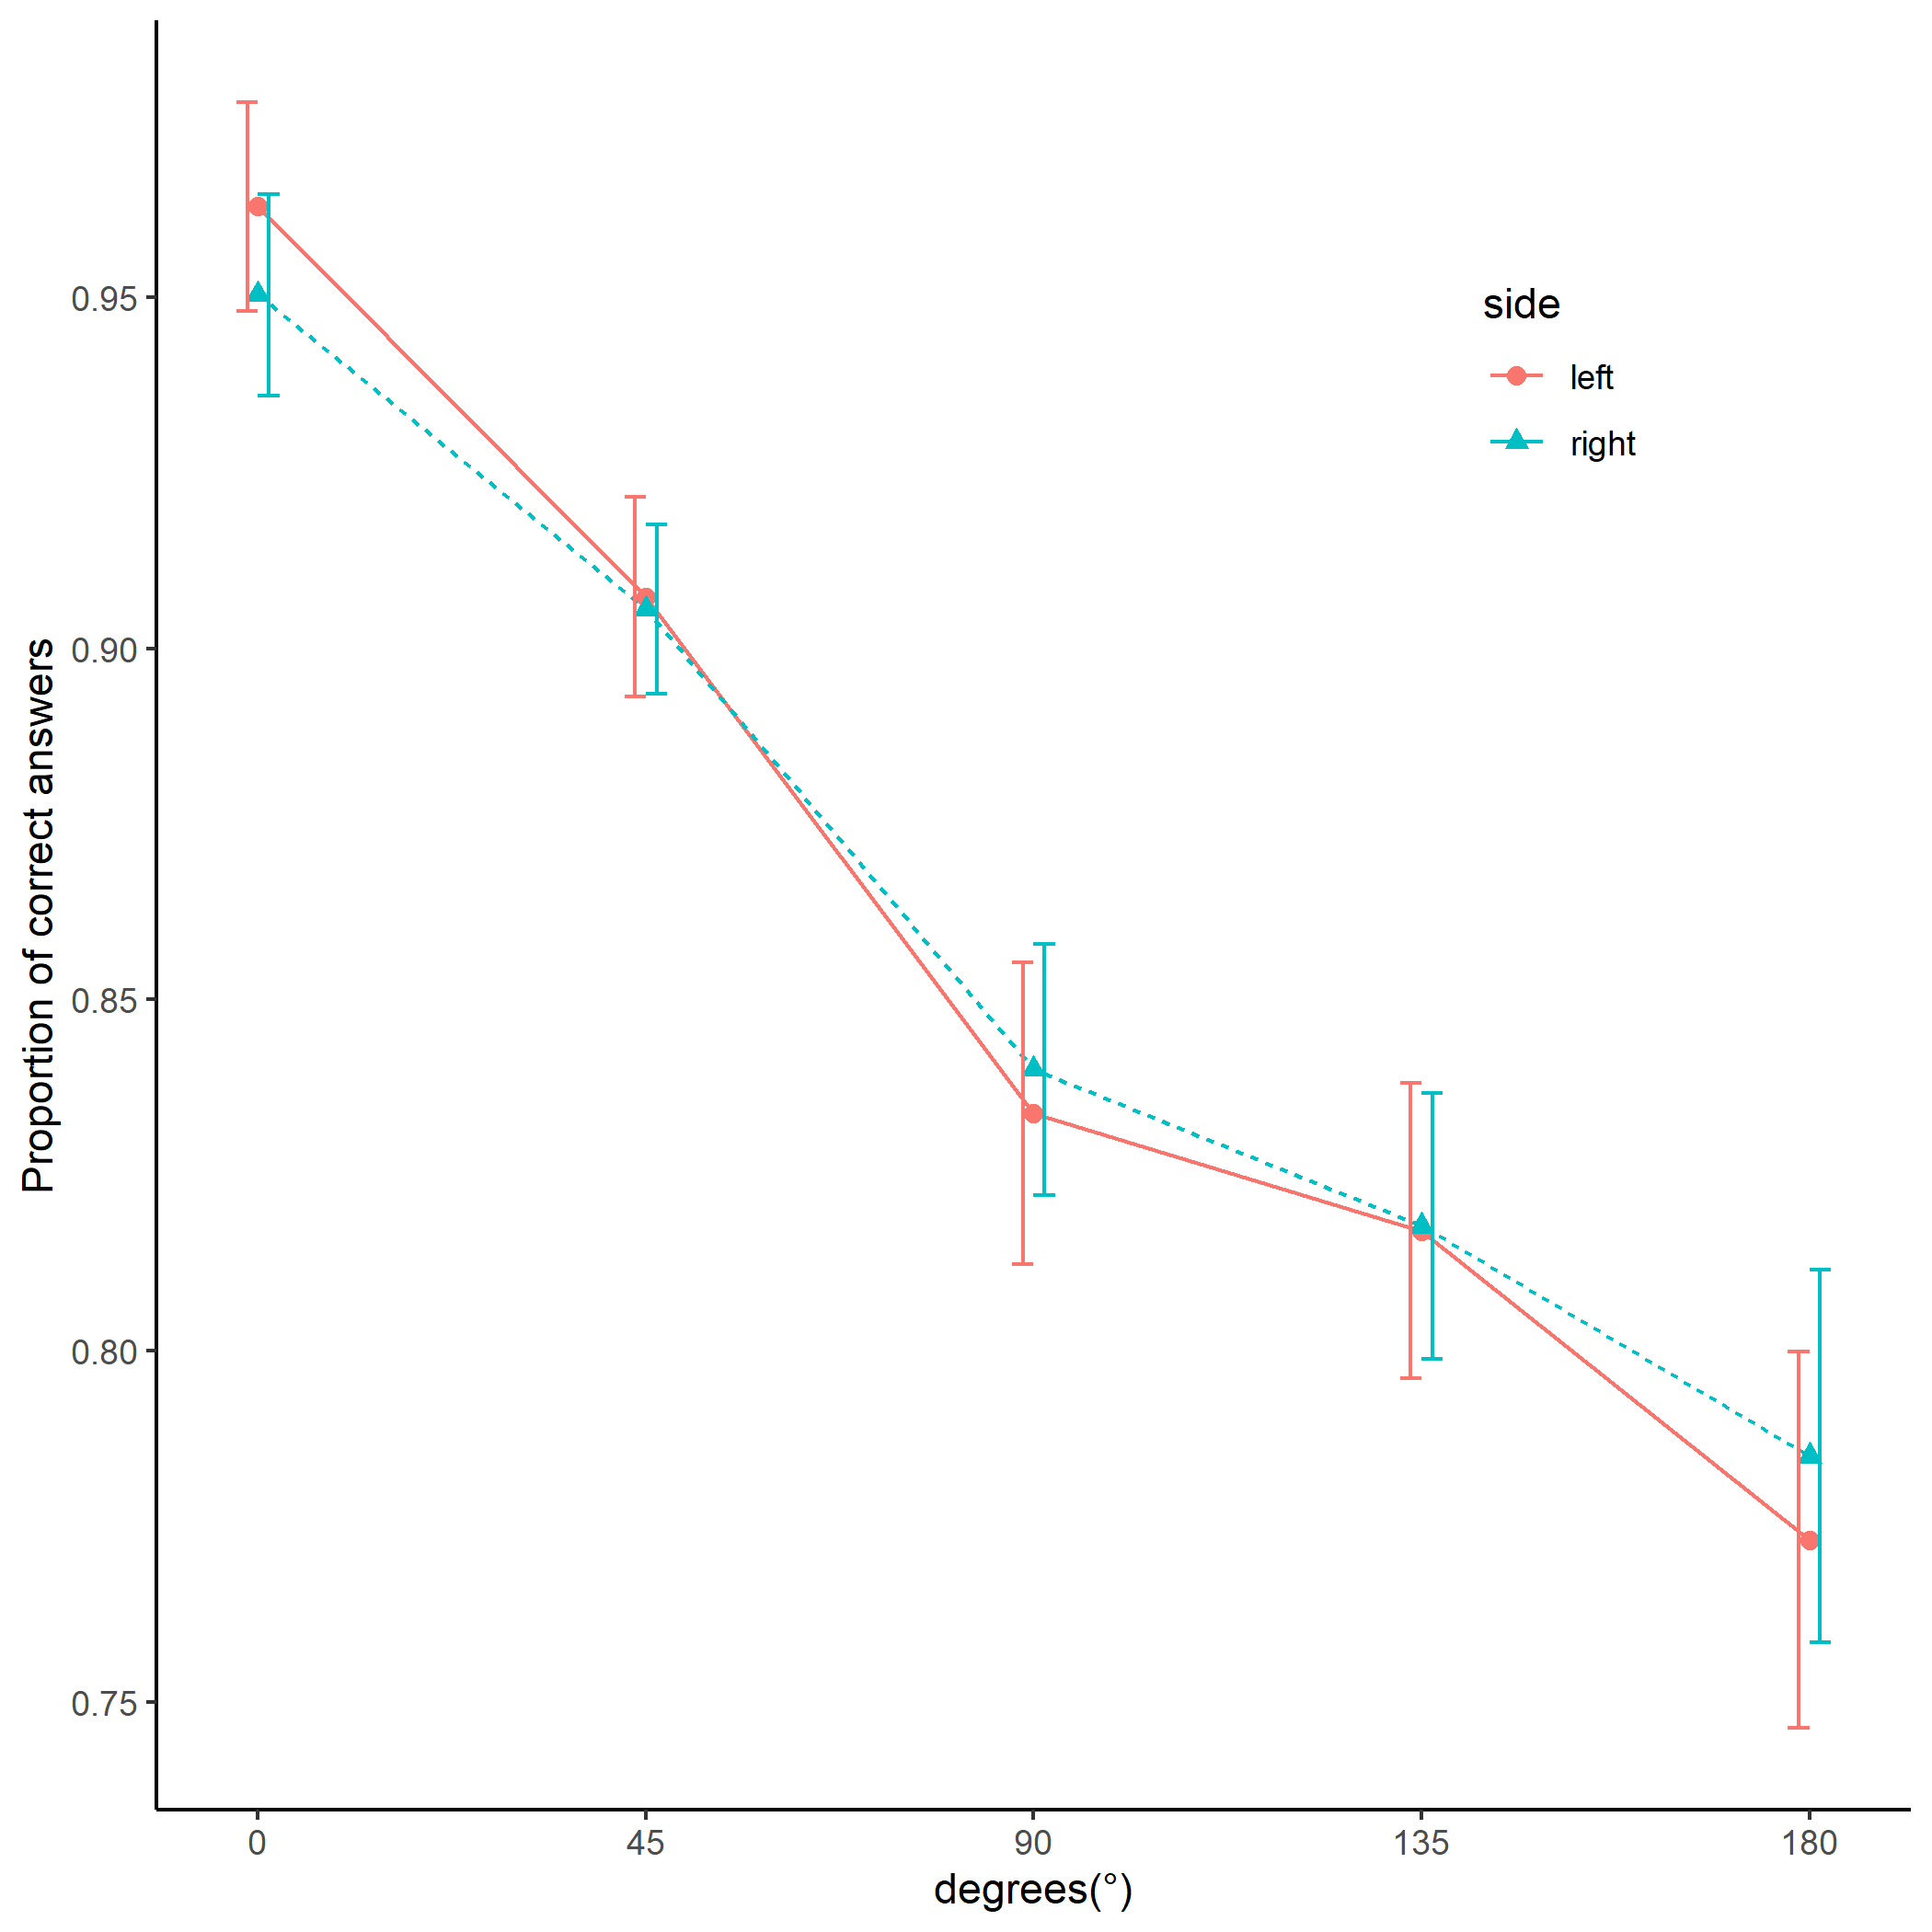 0.95
0.90
0.85
0.80
0.75
Proportion of correct answers
side
left
right
0 45 90 135 180
degrees(°)